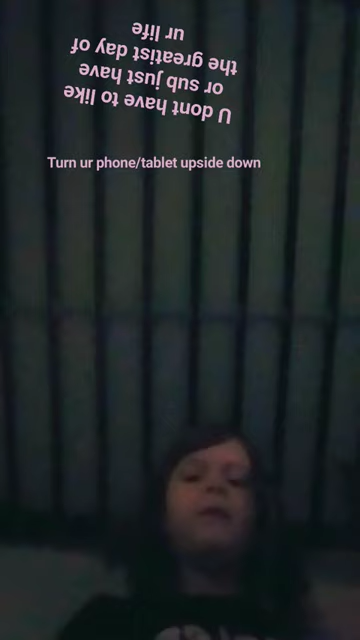 U dont have to like
or sub just have
the greatist day of
ur life
Turn ur phone/tablet upside down